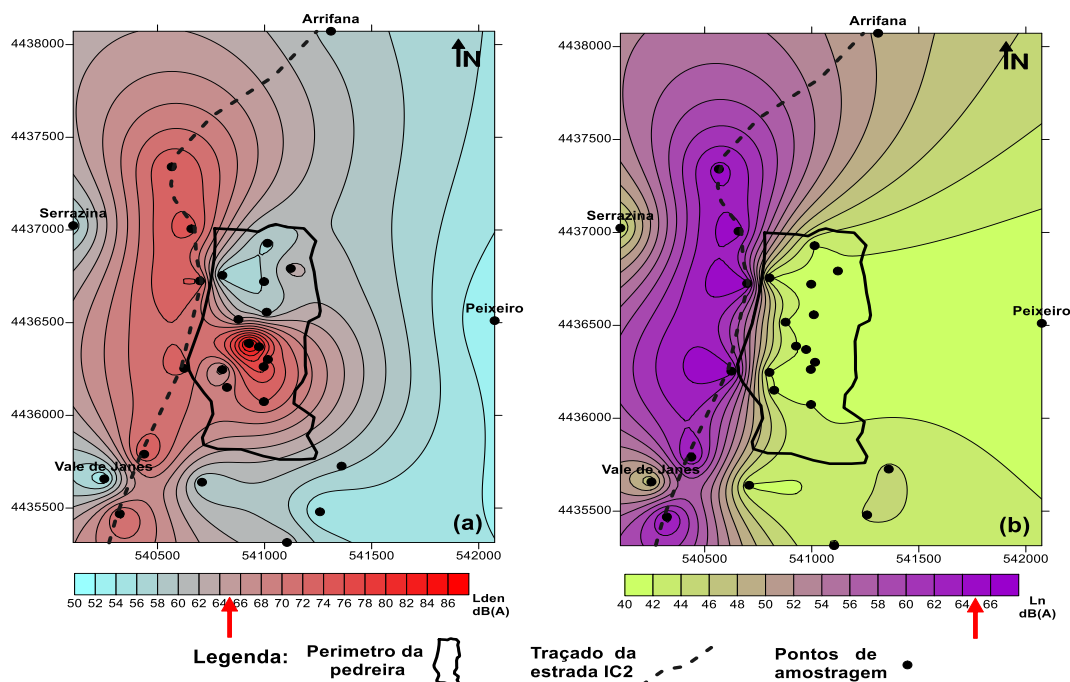 Arrifana
Arrifana
4438000
N
4438000
N
4437500
4437500
Serrazina
Serrazina
4437000
4437000
Peixeiro
Peixeiro
4436500
4436500
4436000
4436000
Vale de Janes
Vale de Janes
4435500
(a)
4435500
(b)
540500 541000 541500 542000
540500 541000 541500 542000
50 52 54 56 58 60 62 64 66 68 70 72 74 76 78 80 82 84 86
Lden
dB(A)
40 42 44 46 48 50 52 54 56 58 60 62 64 66
Ln
dB(A)
Legenda:
Perimetro da
pedreira
Traçado da
estrada IC2
Pontos de
amostragem